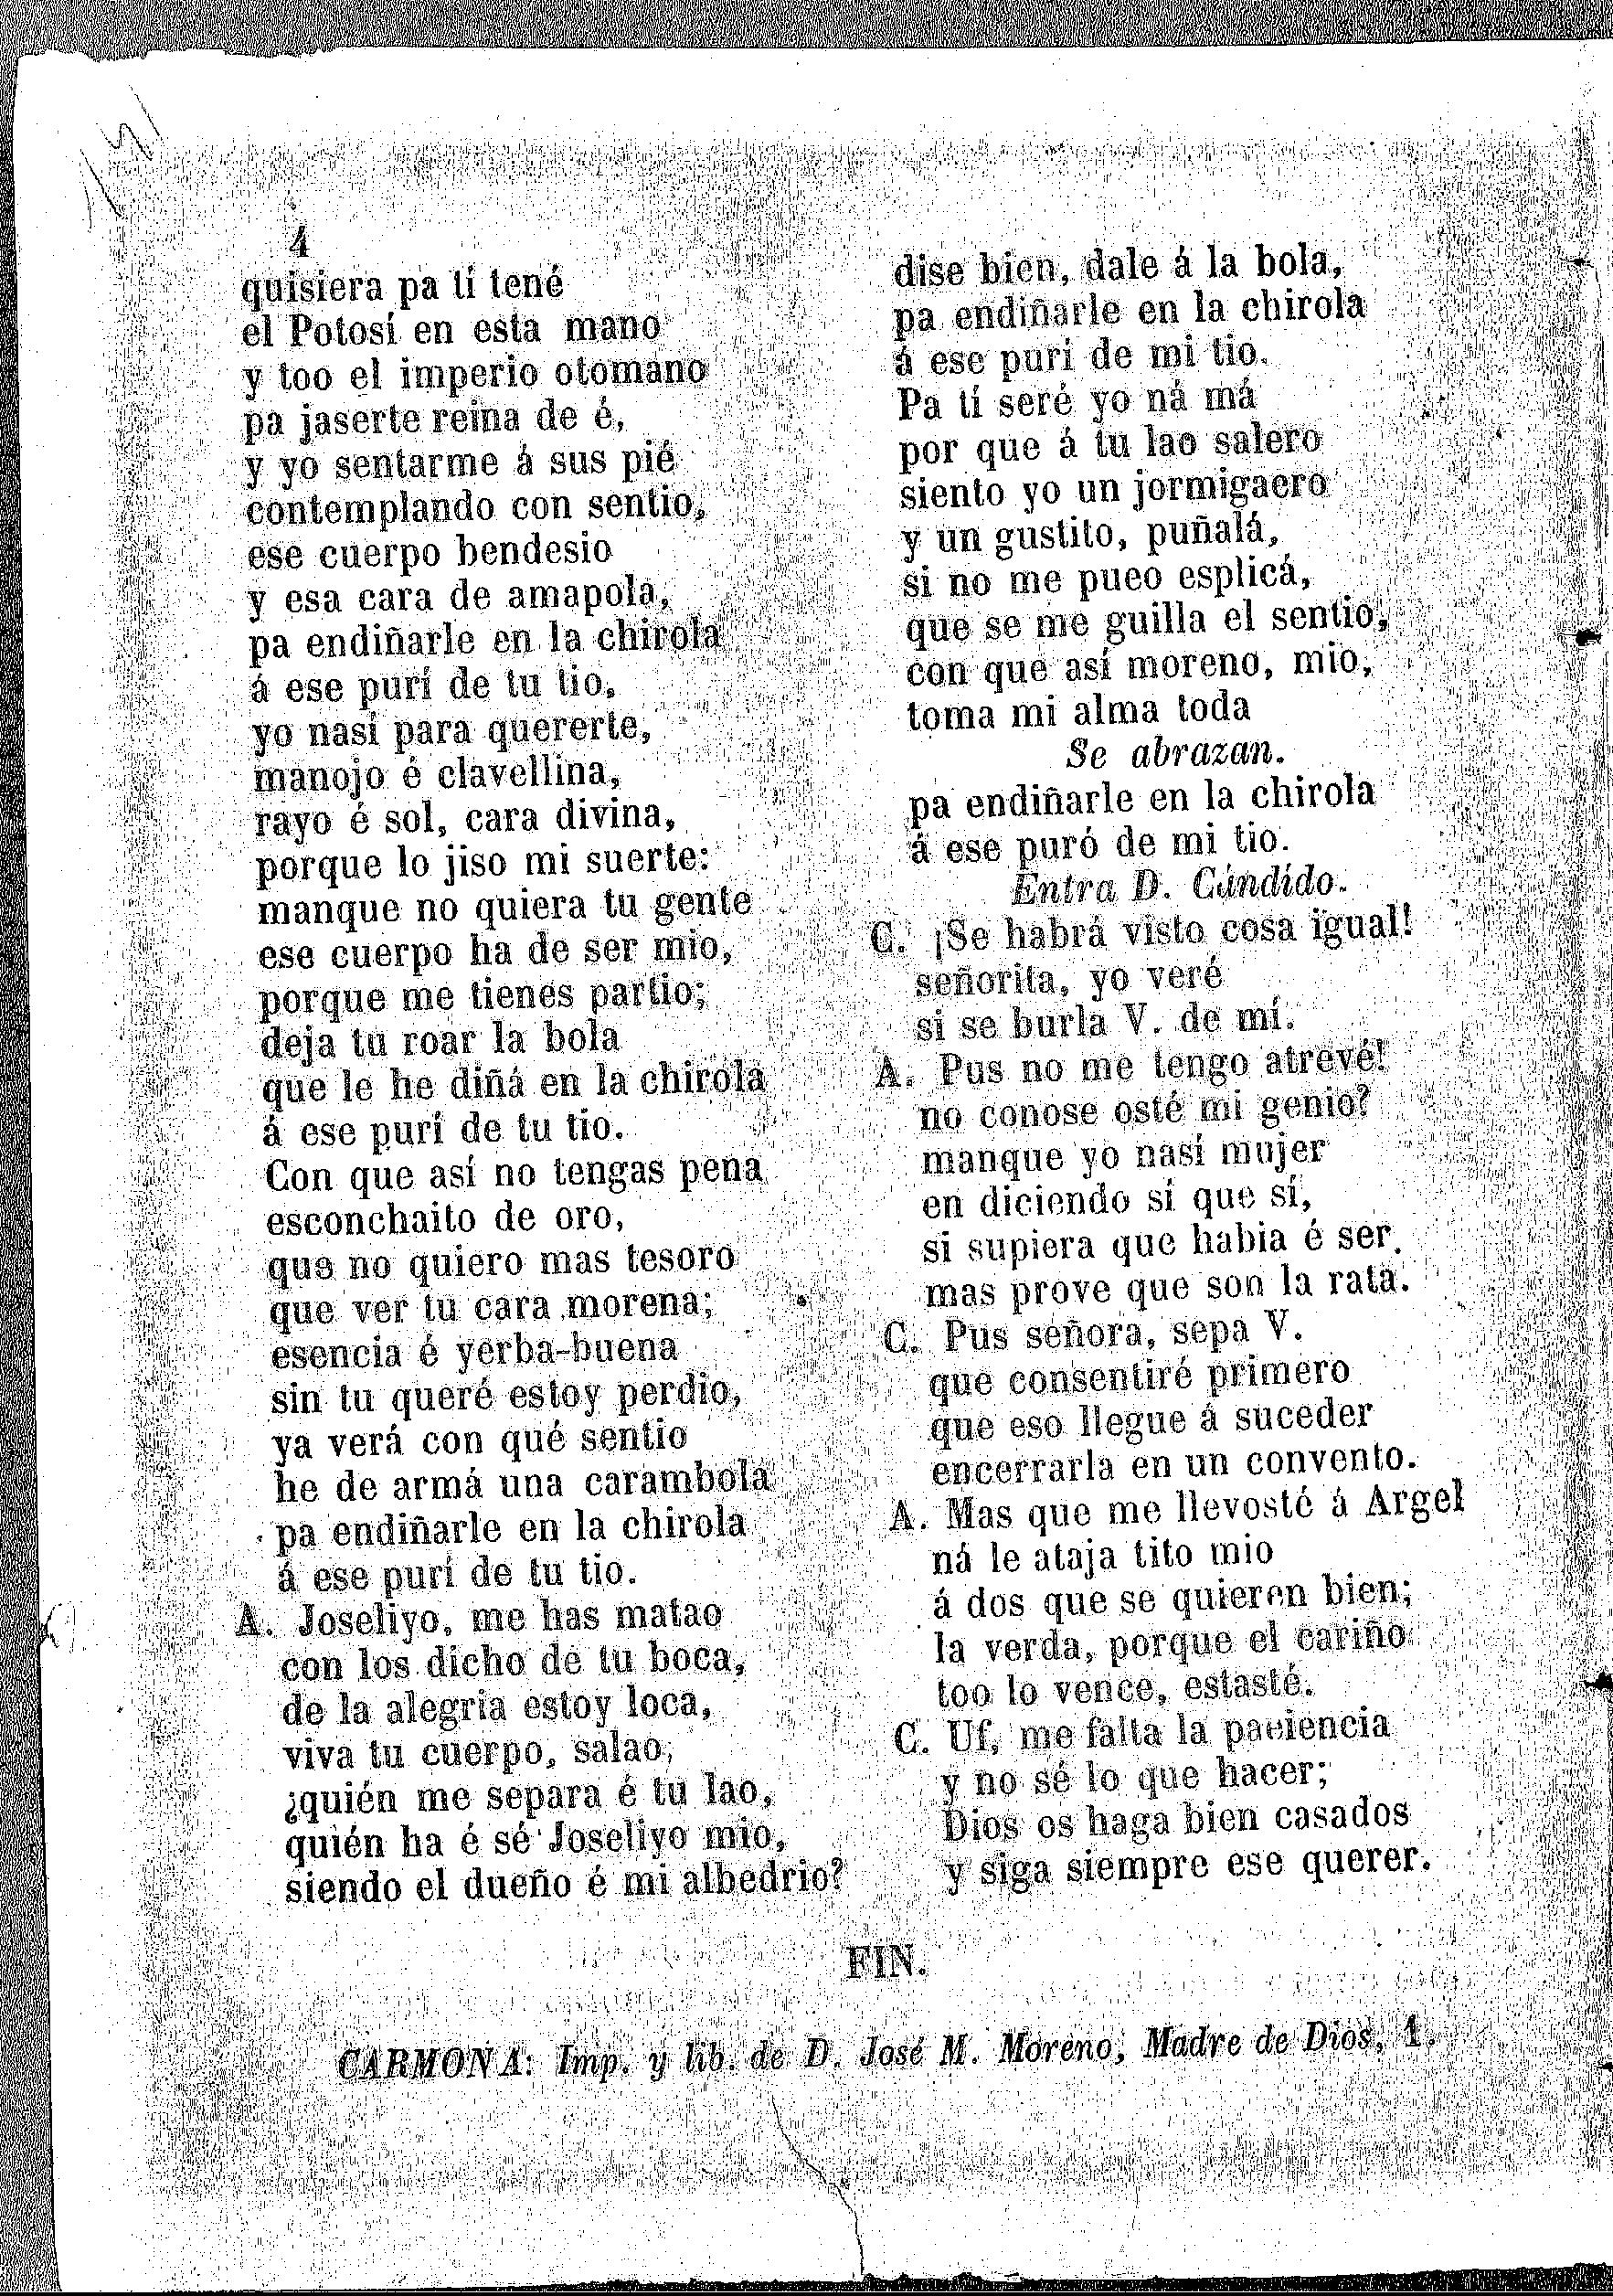 4
quisiera pa tí tené
el Potosí en esta mano
y too el imperio otomano
pa jaserte reina de é,
y yo sentarme á sus pié
contemplando con sentio,
ese cuerpo bendesio
y esa cara de amapola,
pa endiñarle en la chirola
á ese purí de tu tio,
yo nasí para quererte,
manojo é clavellina,
rayo é sol, cara divina,
porque lo jiso mi suerte:
manque no quiera tu gente
ese cuerpo ha de ser mio,
porque me tienes partio;
deja tu roar la bola
que le he diñá en la chirola
á ese purí de tu tio.
Con que así no tengas pena
esconchaito de oro,
que no quiero mas tesoro
que ver tu cara morena;
esencia é yerba-buena
sin tu queré estoy perdio,
ya verá con qué sentio
he de armá una carambola
pa endiñarle en la chirola
á ese purí de tu tio.
A. Joseliyo, me has matao
con los dicho de tu boca,
de la alegria estoy loca,
viva tu cuerpo, salao,
¿quién me separa é tu lao,
quién ha é sé Joseliyo mio,
siendo el dueño é mi albedrio?
dise bien, dale á la bola,
pa endiñarle en la chirola
á ese puri de mi tio.
Pa tí seré yo ná má
por que á tu lao salero
siento yo un jormigaero
y un gustito, puñalá,
si no me pueo esplicá,
que se me guilla el sentio,
con que así moreno, mio,
toma mi alma toda
Se abrazan.
pa endiñarle en la chirola
á ese puró de mi tio.
Entra D. Cándido.
C. ¡Se habrá visto cosa igual!
señorita, yo veré
si se burla V. de mí.
A. Pus no me tengo atrevé!
no conose osté mi genio?
manque yo nasí mujer
en diciendo si que sí,
si supiera que habia é ser
mas prove que son la rata.
C. Pus señora, sepa V.
que consentiré primero
que eso llegue á suceder
encerrarla en un convento.
A. Mas que me llevosté á Argel
ná le ataja tito mio
á dos que se quieren bien;
la verda, porque el cariño
too lo vence, estasté.
C. Uf, me falta la paciencia
y no sé lo que hacer;
Dios os haga bien casados
y siga siempre ese querer.
FIN.
CARMONA: Imp. y lib. de D. José M. Moreno, Madre de Dios, 1.